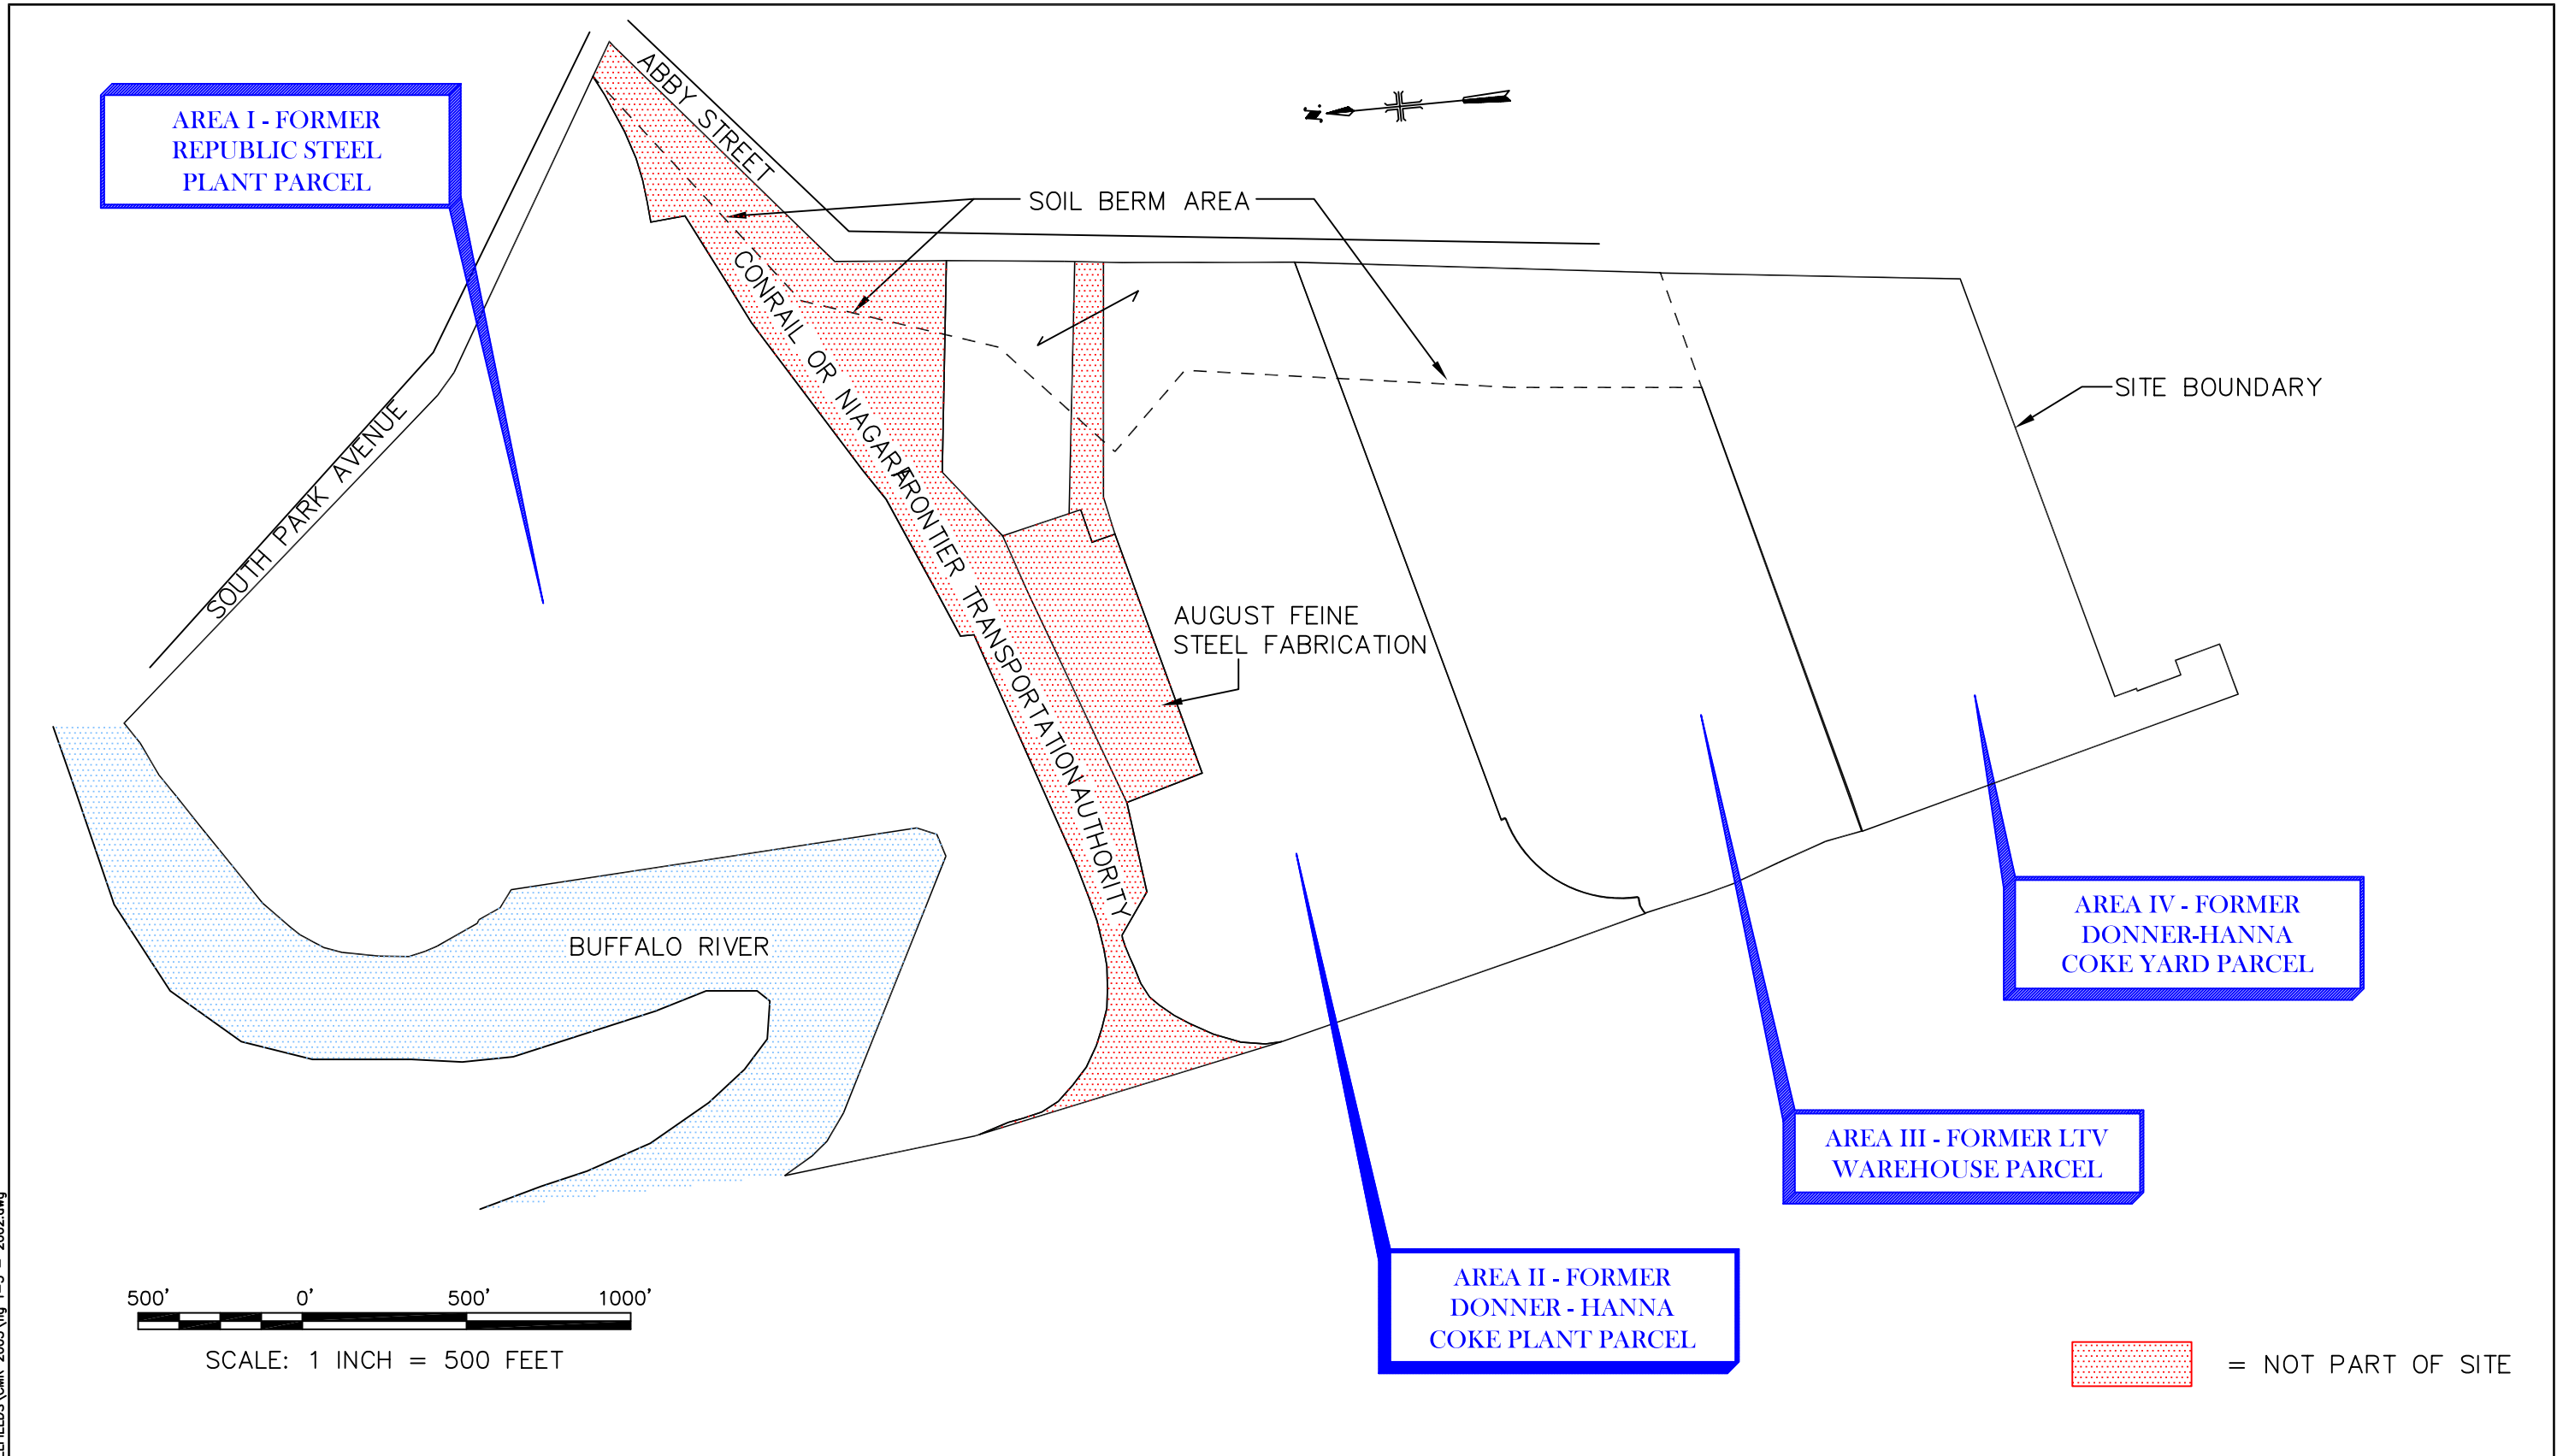 AREA I - FORMER
REPUBLIC STEEL
PLANT PARCEL
ABBY STREET
N
SOIL BERM AREA
CONRAIL OR NIAGARA FRONTIER TRANSPORTATION AUTHORITY
SITE BOUNDARY
SOUTH PARK AVENUE
AUGUST FEINE
STEEL FABRICATION
BUFFALO RIVER
AREA IV - FORMER
DONNER-HANNA
COKE YARD PARCEL
AREA III - FORMER LTV
WAREHOUSE PARCEL
AREA II - FORMER
DONNER - HANNA
COKE PLANT PARCEL
500' 0' 500' 1000'
SCALE: 1 INCH = 500 FEET
= NOT PART OF SITE